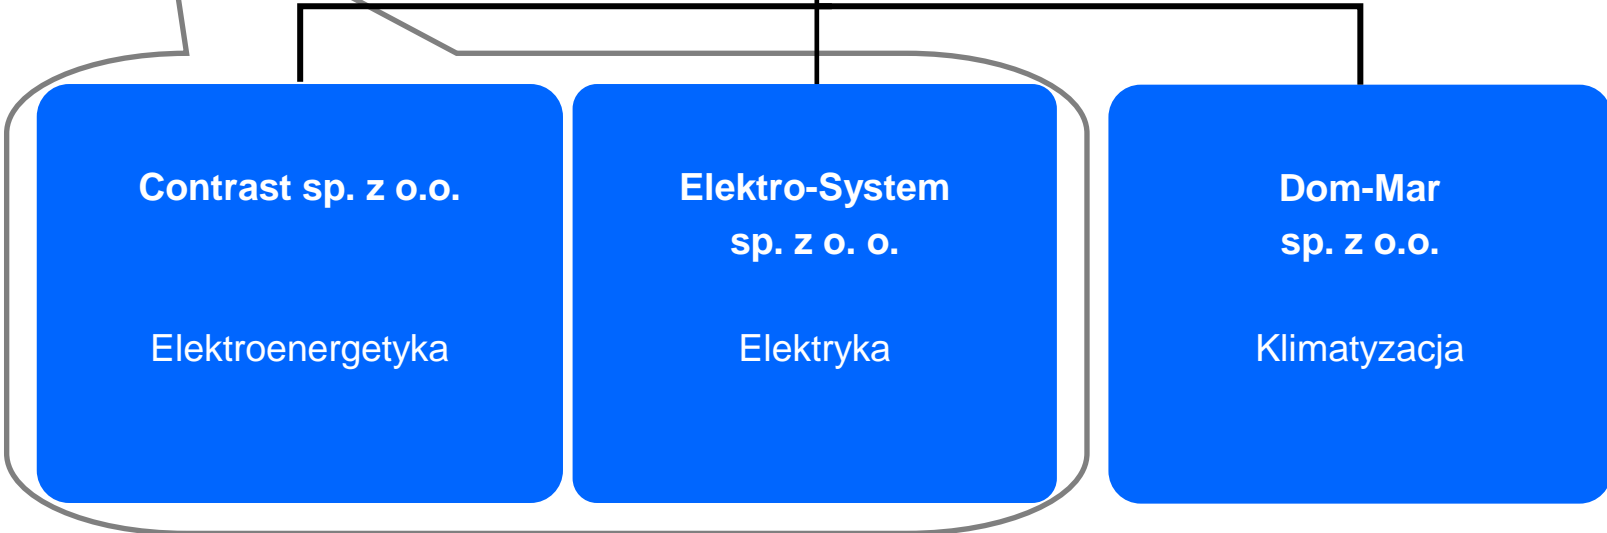 Contrast sp. z o.o.
Elektroenergetyka
Elektro-System
sp. z o. o.
Elektryka
Dom-Mar
sp. z o.o.
Klimatyzacja